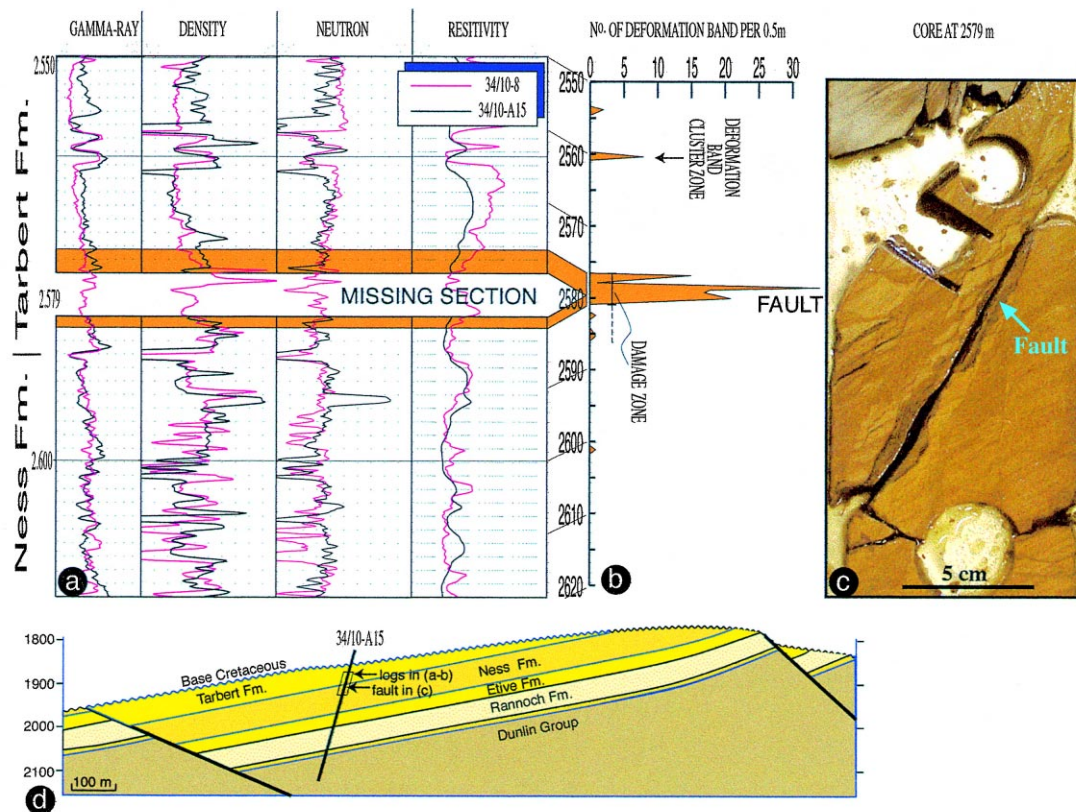 GAMMA-RAY DENSITY NEUTRON RESITIVITY
No. OF DEFORMATION BAND PER 0.5m
CORE AT 2579 m
2.550
34/10-8
34/10-A15
0 5 10 15 20 25 30
2550
2560
2570
2580
2590
2600
2610
2620
DEFORMATION
BAND
CLUSTER ZONE
Ness Fm. | Tarbert Fm.
2.579
MISSING SECTION
FAULT
DAMAGE ZONE
2.600
Fault
a
b
c
5 cm
34/10-A15
1800
1900
2000
2100
Base Cretaceous
Tarbert Fm.
logs in (a-b)
fault in (c)
Ness Fm.
Etive Fm.
Rannoch Fm.
Dunlin Group
100 m
d